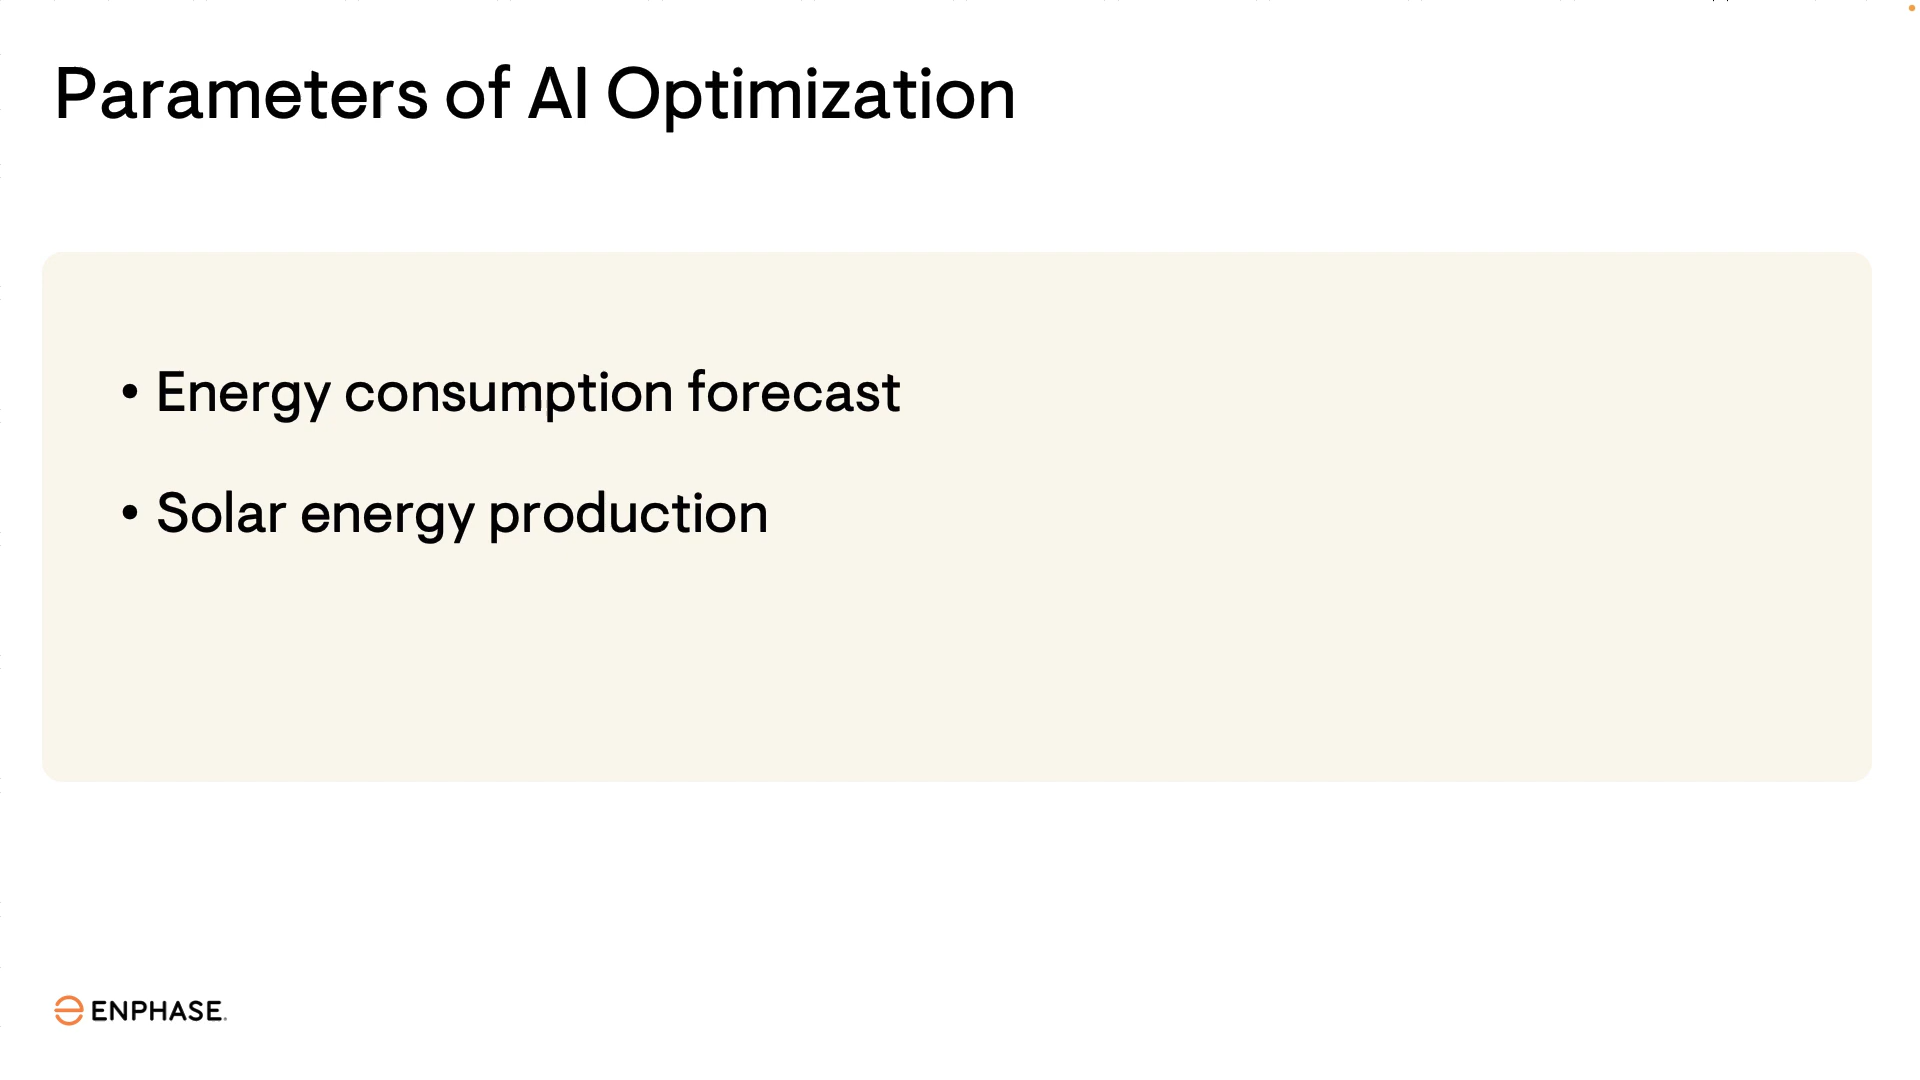 Parameters of AI Optimization
• Energy consumption forecast
• Solar energy production
ENPHASE.